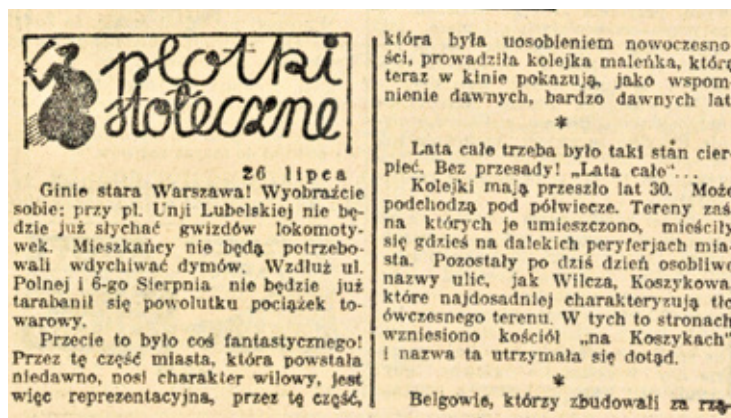 plotki
stołeczne
26 lipca
Ginie stara Warszawa! Wyobraźcie
sobie: przy pl. Unji Lubelskiej nie bę-
dzie już słychać gwizdów lokomoty-
wek. Mieszkańcy nie będą potrzebo-
wali wdychiwać dymów. Wzdłuż ul.
Polnej i 6-go Sierpnia nie będzie już
tarabanił się powolutku pociążek to-
warowy.
Przecie to było coś fantastycznego!
Przez tę część miasta, która powstała
niedawno, nosi charakter wilowy, jest
więc reprezentacyjna, przez tę część,
która była uosobieniem nowoczesno-
ści, prowadziła kolejka maleńka, którą
teraz w kinie pokazują, jako wspom-
nienie dawnych, bardzo dawnych lat
*
Lata całe trzeba było taki stan cier-
pieć. Bez przesady! „Lata całe"...
Kolejki mają przeszło lat 30. Może
podchodzą pod półwiecze. Tereny zaś
na których je umieszczono, mieściły
się gdzieś na dalekich peryferjach mia-
sta. Pozostały po dziś dzień osobliwe
nazwy ulic, jak Wilcza, Koszykowa,
które najdosadniej charakteryzują tło
ówczesnego terenu. W tych to stronach
wzniesiono kościół „na Koszykach"
i nazwa ta utrzymała się dotąd.
*
Belgowie, którzy zbudowali za rzą-